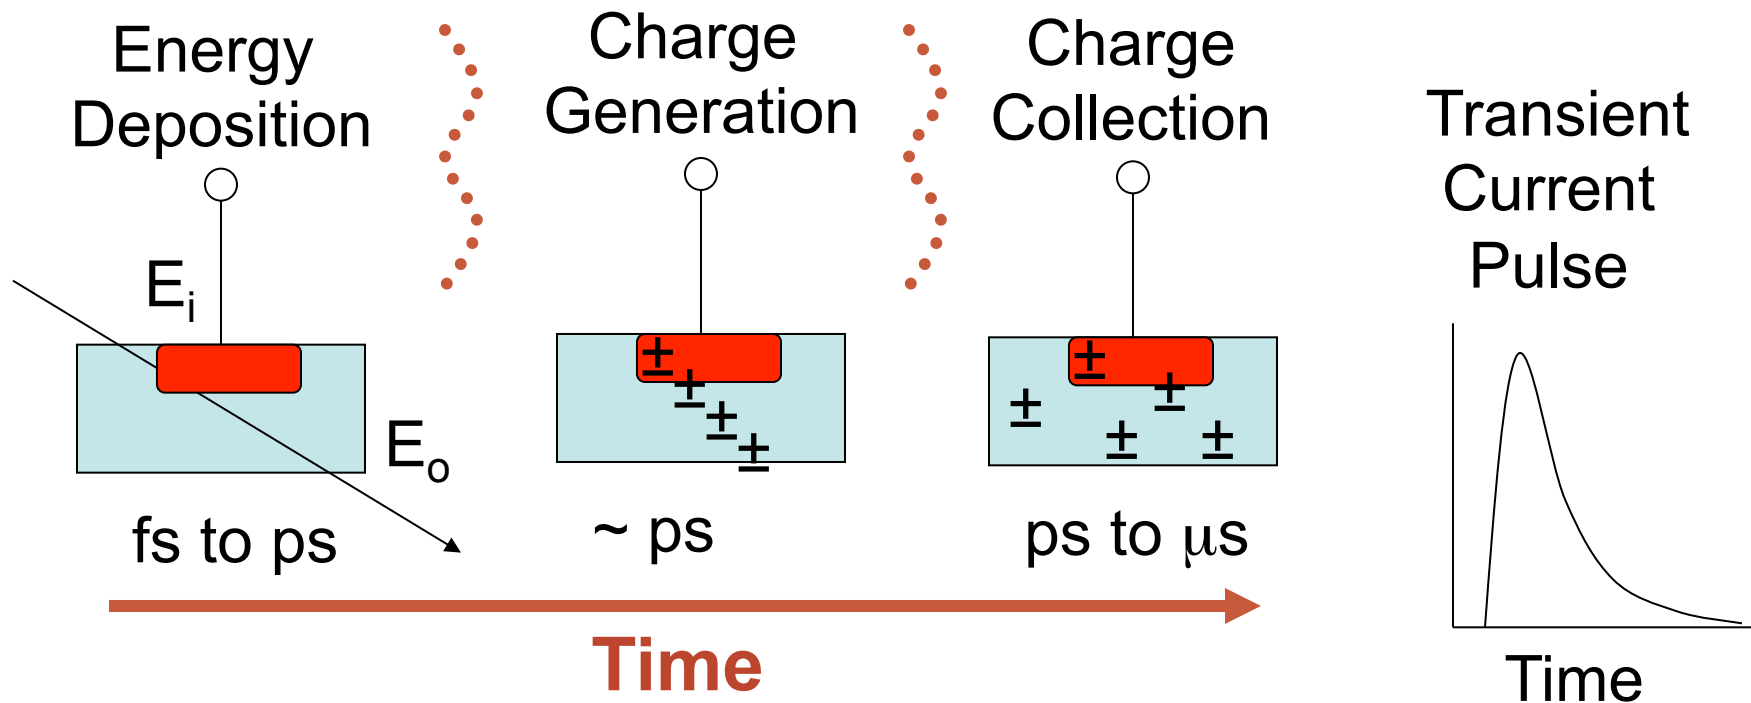 Energy
Deposition
Charge
Generation
Charge
Collection
Transient
Current
Pulse
Ei
Eo
±
±
±
±
±
±
±
±
±
fs to ps
~ ps
ps to μs
Time
Time